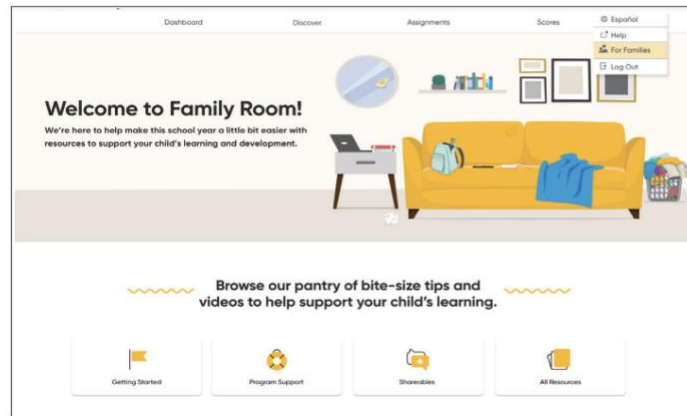 Dashboard
Discover
Assignments
Scores
Español
Help
For Families
Log Out
Welcome to Family Room!
We're here to help make this school year a little bit easier with
resources to support your child's learning and development.
Browse our pantry of bite-size tips and
videos to help support your child's learning.
Getting Started
Program Support
Shareables
All Resources